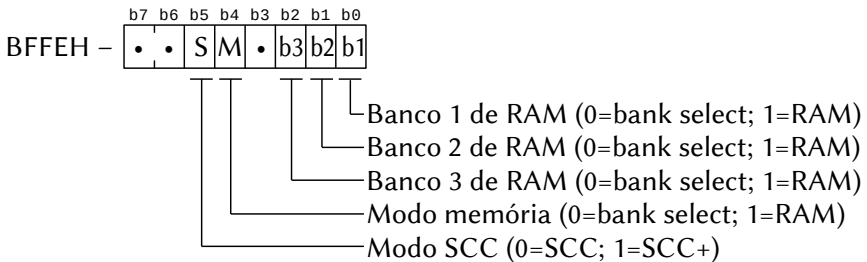 b7 b6 b5 b4 b3 b2 b1 b0
BFFEH – • • S M • b3 b2 b1
Banco 1 de RAM (0=bank select; 1=RAM)
Banco 2 de RAM (0=bank select; 1=RAM)
Banco 3 de RAM (0=bank select; 1=RAM)
Modo memória (0=bank select; 1=RAM)
Modo SCC (0=SCC; 1=SCC+)